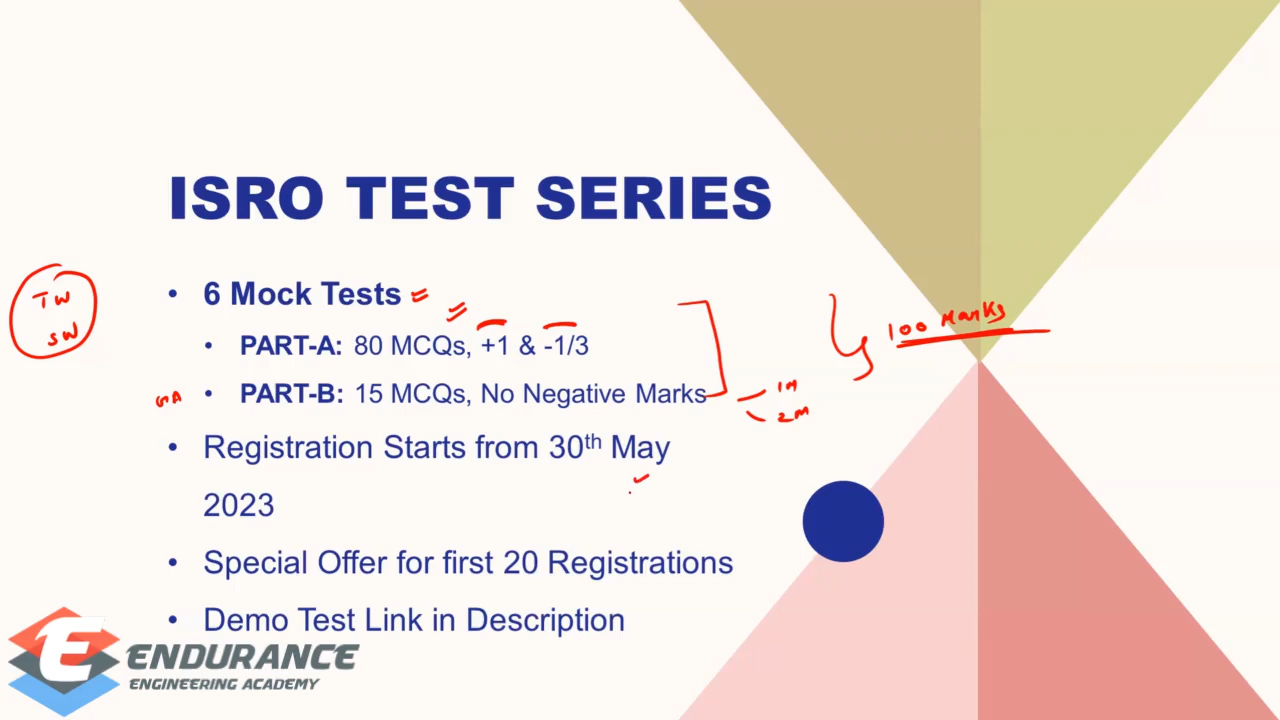 ISRO TEST SERIES
• 6 Mock Tests
TW
SW
• PART-A: 80 MCQs, +1 & -1/3
100 Marks
• PART-B: 15 MCQs, No Negative Marks
1M
2M
• Registration Starts from 30th May
2023
• Special Offer for first 20 Registrations
• Demo Test Link in Description
E ENDURANCE
ENGINEERING ACADEMY